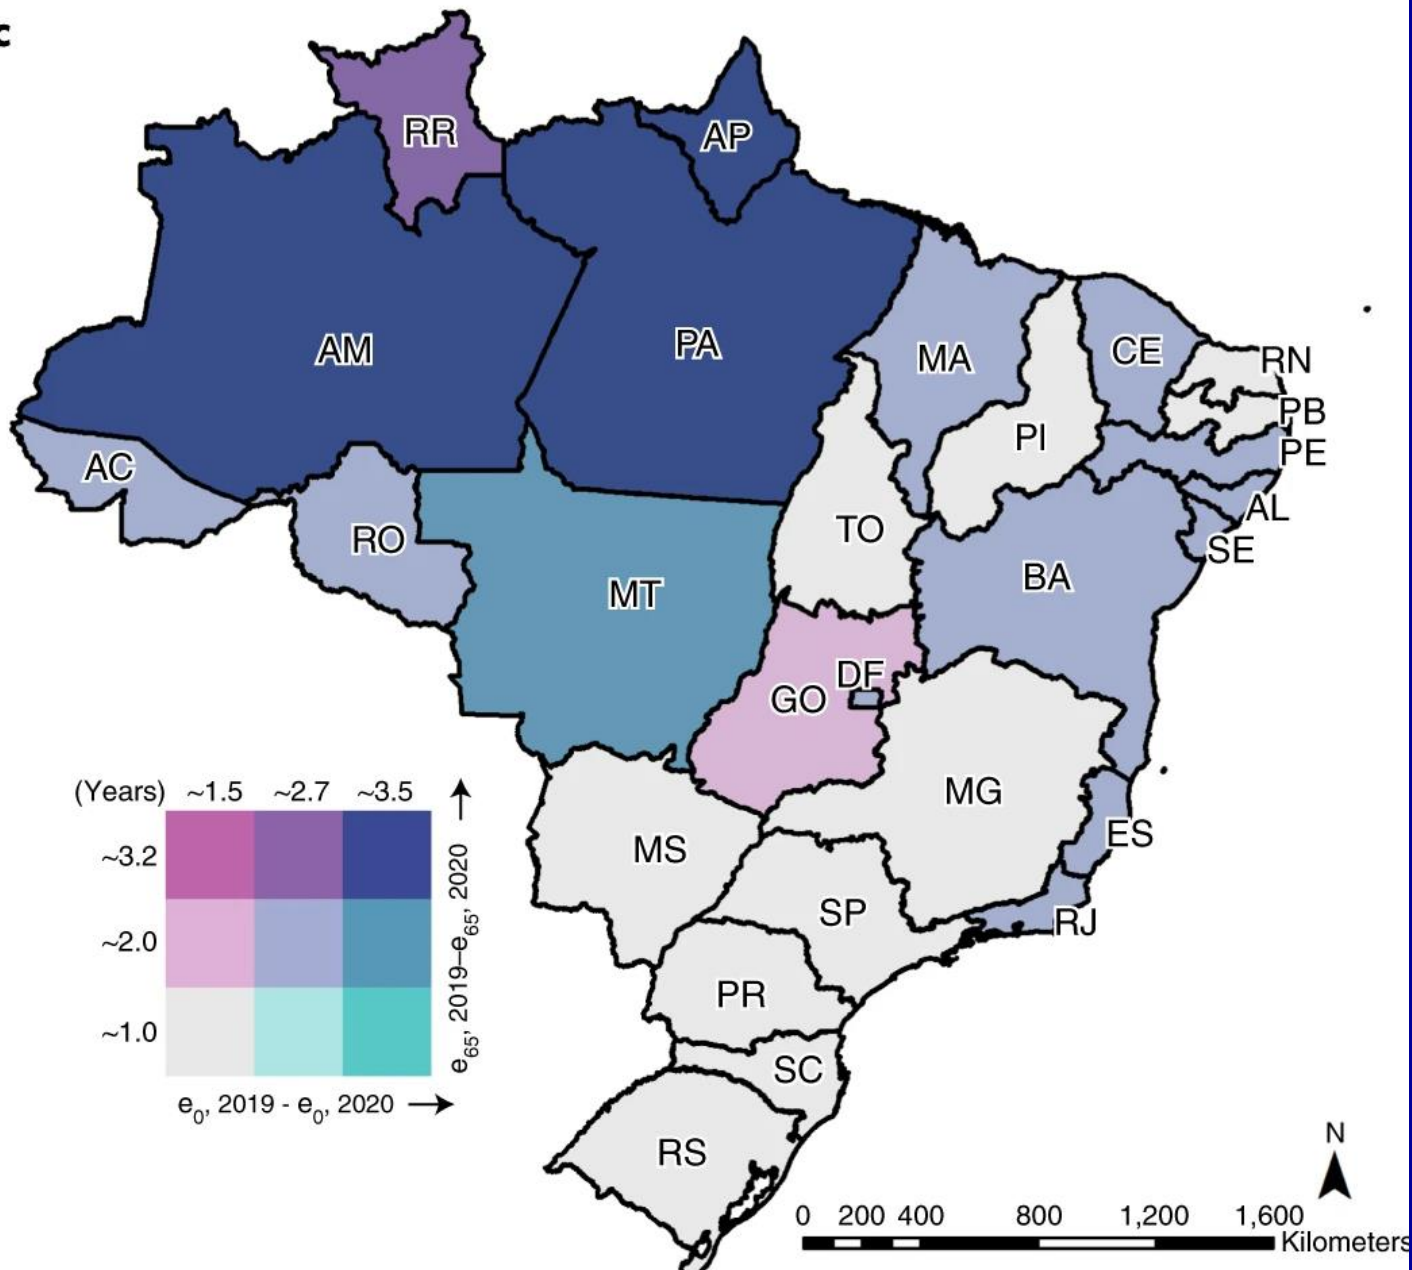 c
RR
AP
AM
PA
MA
CE
RN
PB
PI
PE
AC
AL
TO
RO
SE
BA
MT
DF
GO
MG
(Years) ~1.5 ~2.7 ~3.5
~3.2
~2.0
~1.0
e65, 2019–e65, 2020
e0, 2019 - e0, 2020
MS
ES
SP
RJ
PR
SC
RS
N
0 200 400 800 1,200 1,600
Kilometers